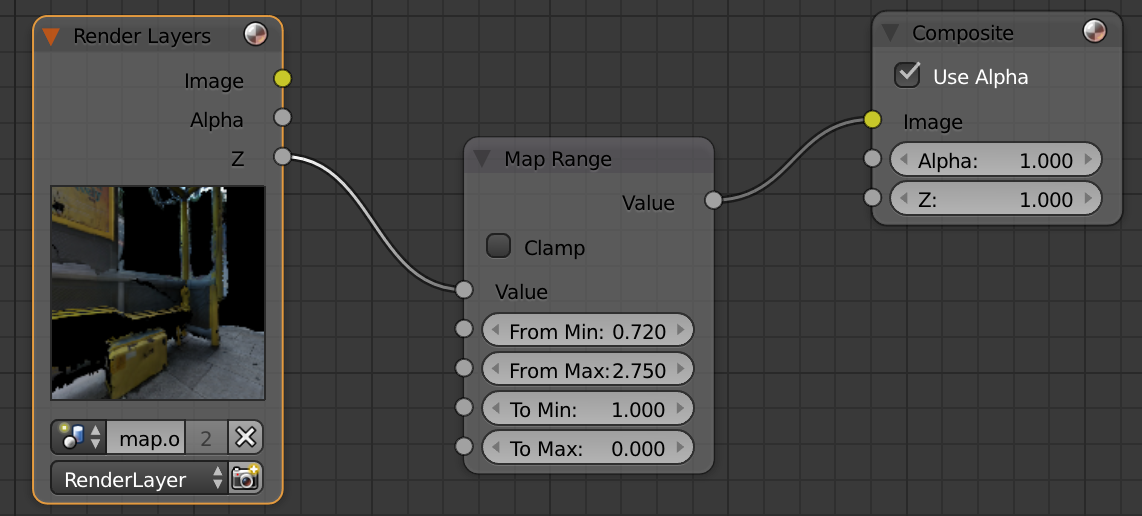 Render Layers
Image
Alpha
Z
map.o 2
RenderLayer
Map Range
Value
Clamp
Value
From Min: 0.720
From Max: 2.750
To Min: 1.000
To Max: 0.000
Composite
Use Alpha
Image
Alpha: 1.000
Z: 1.000